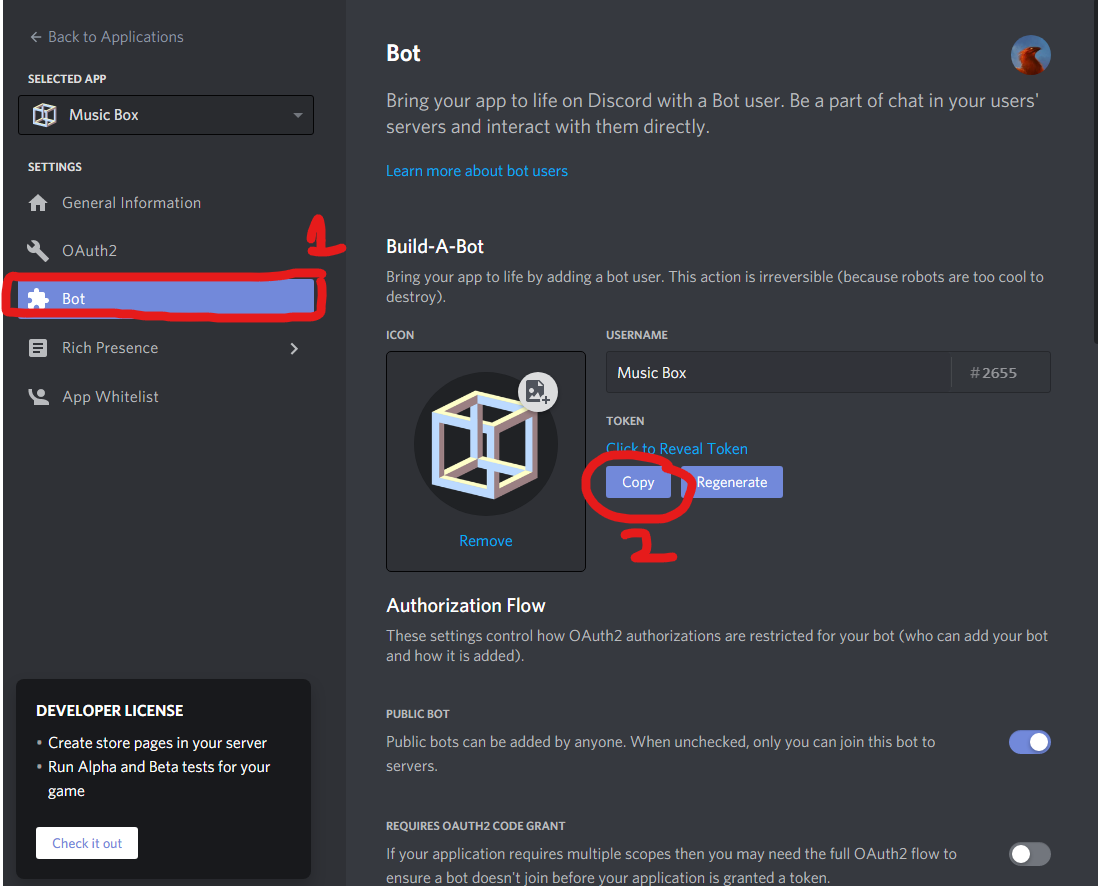 Back to Applications
SELECTED APP
Music Box
SETTINGS
General Information
OAuth2
1
Bot
Rich Presence
App Whitelist
DEVELOPER LICENSE
• Create store pages in your server
• Run Alpha and Beta tests for your
game
Check it out
Bot
Bring your app to life on Discord with a Bot user. Be a part of chat in your users'
servers and interact with them directly.
Learn more about bot users
Build-A-Bot
Bring your app to life by adding a bot user. This action is irreversible (because robots are too cool to
destroy).
ICON
Remove
USERNAME
Music Box #2655
TOKEN
Click to Reveal Token
Copy Regenerate
2
Authorization Flow
These settings control how OAuth2 authorizations are restricted for your bot (who can add your bot
and how it is added).
PUBLIC BOT
Public bots can be added by anyone. When unchecked, only you can join this bot to
servers.
REQUIRES OAUTH2 CODE GRANT
If your application requires multiple scopes then you may need the full OAuth2 flow to
ensure a bot doesn't join before your application is granted a token.